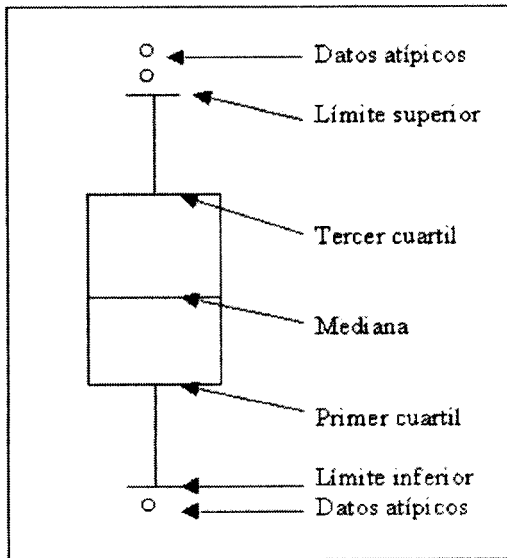 Datos atípicos
Límite superior
Tercer cuartil
Mediana
Primer cuartil
Límite inferior
Datos atípicos